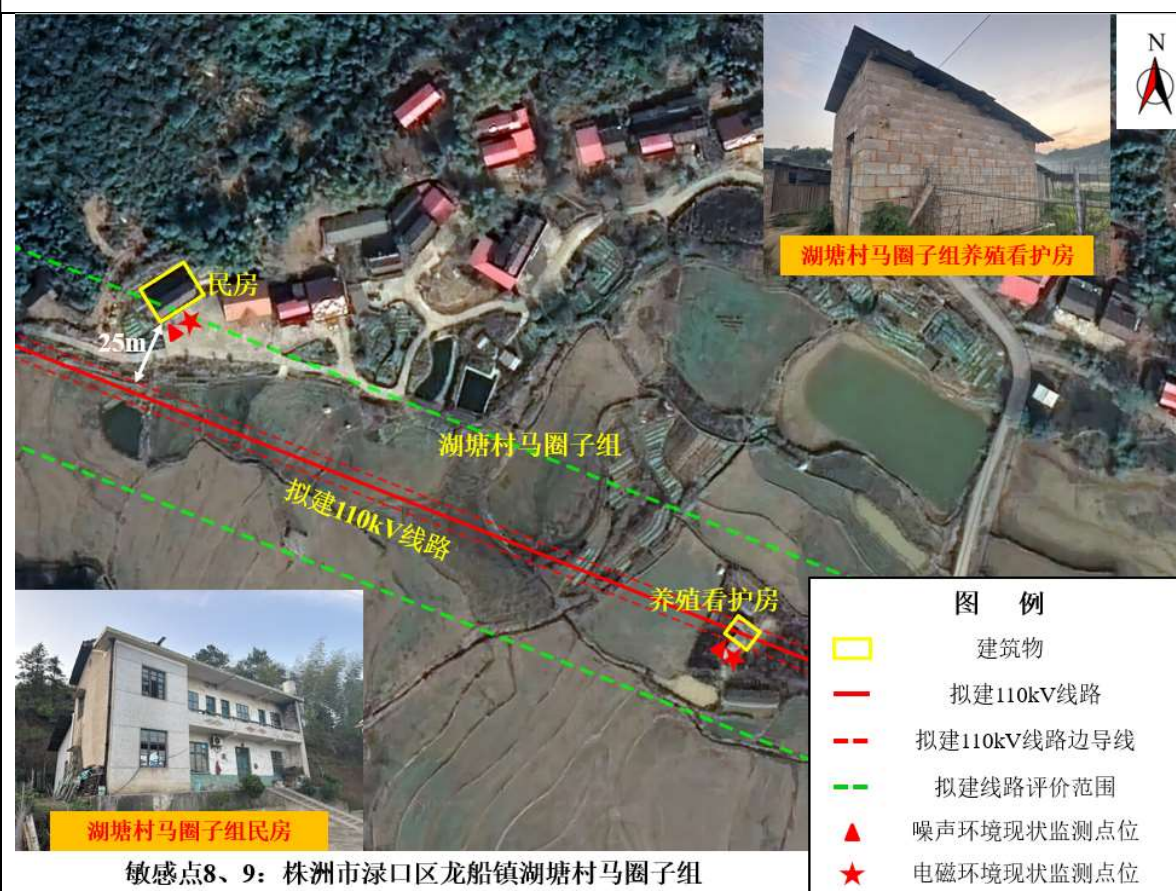 N
湖塘村马圈子组养殖看护房
民房
25m
湖塘村马圈子组
拟建110kV线路
养殖看护房
湖塘村马圈子组民房
图 例
建筑物
拟建110kV线路
拟建110kV线路边导线
拟建线路评价范围
噪声环境现状监测点位
电磁环境现状监测点位
敏感点8、9：株洲市渌口区龙船镇湖塘村马圈子组